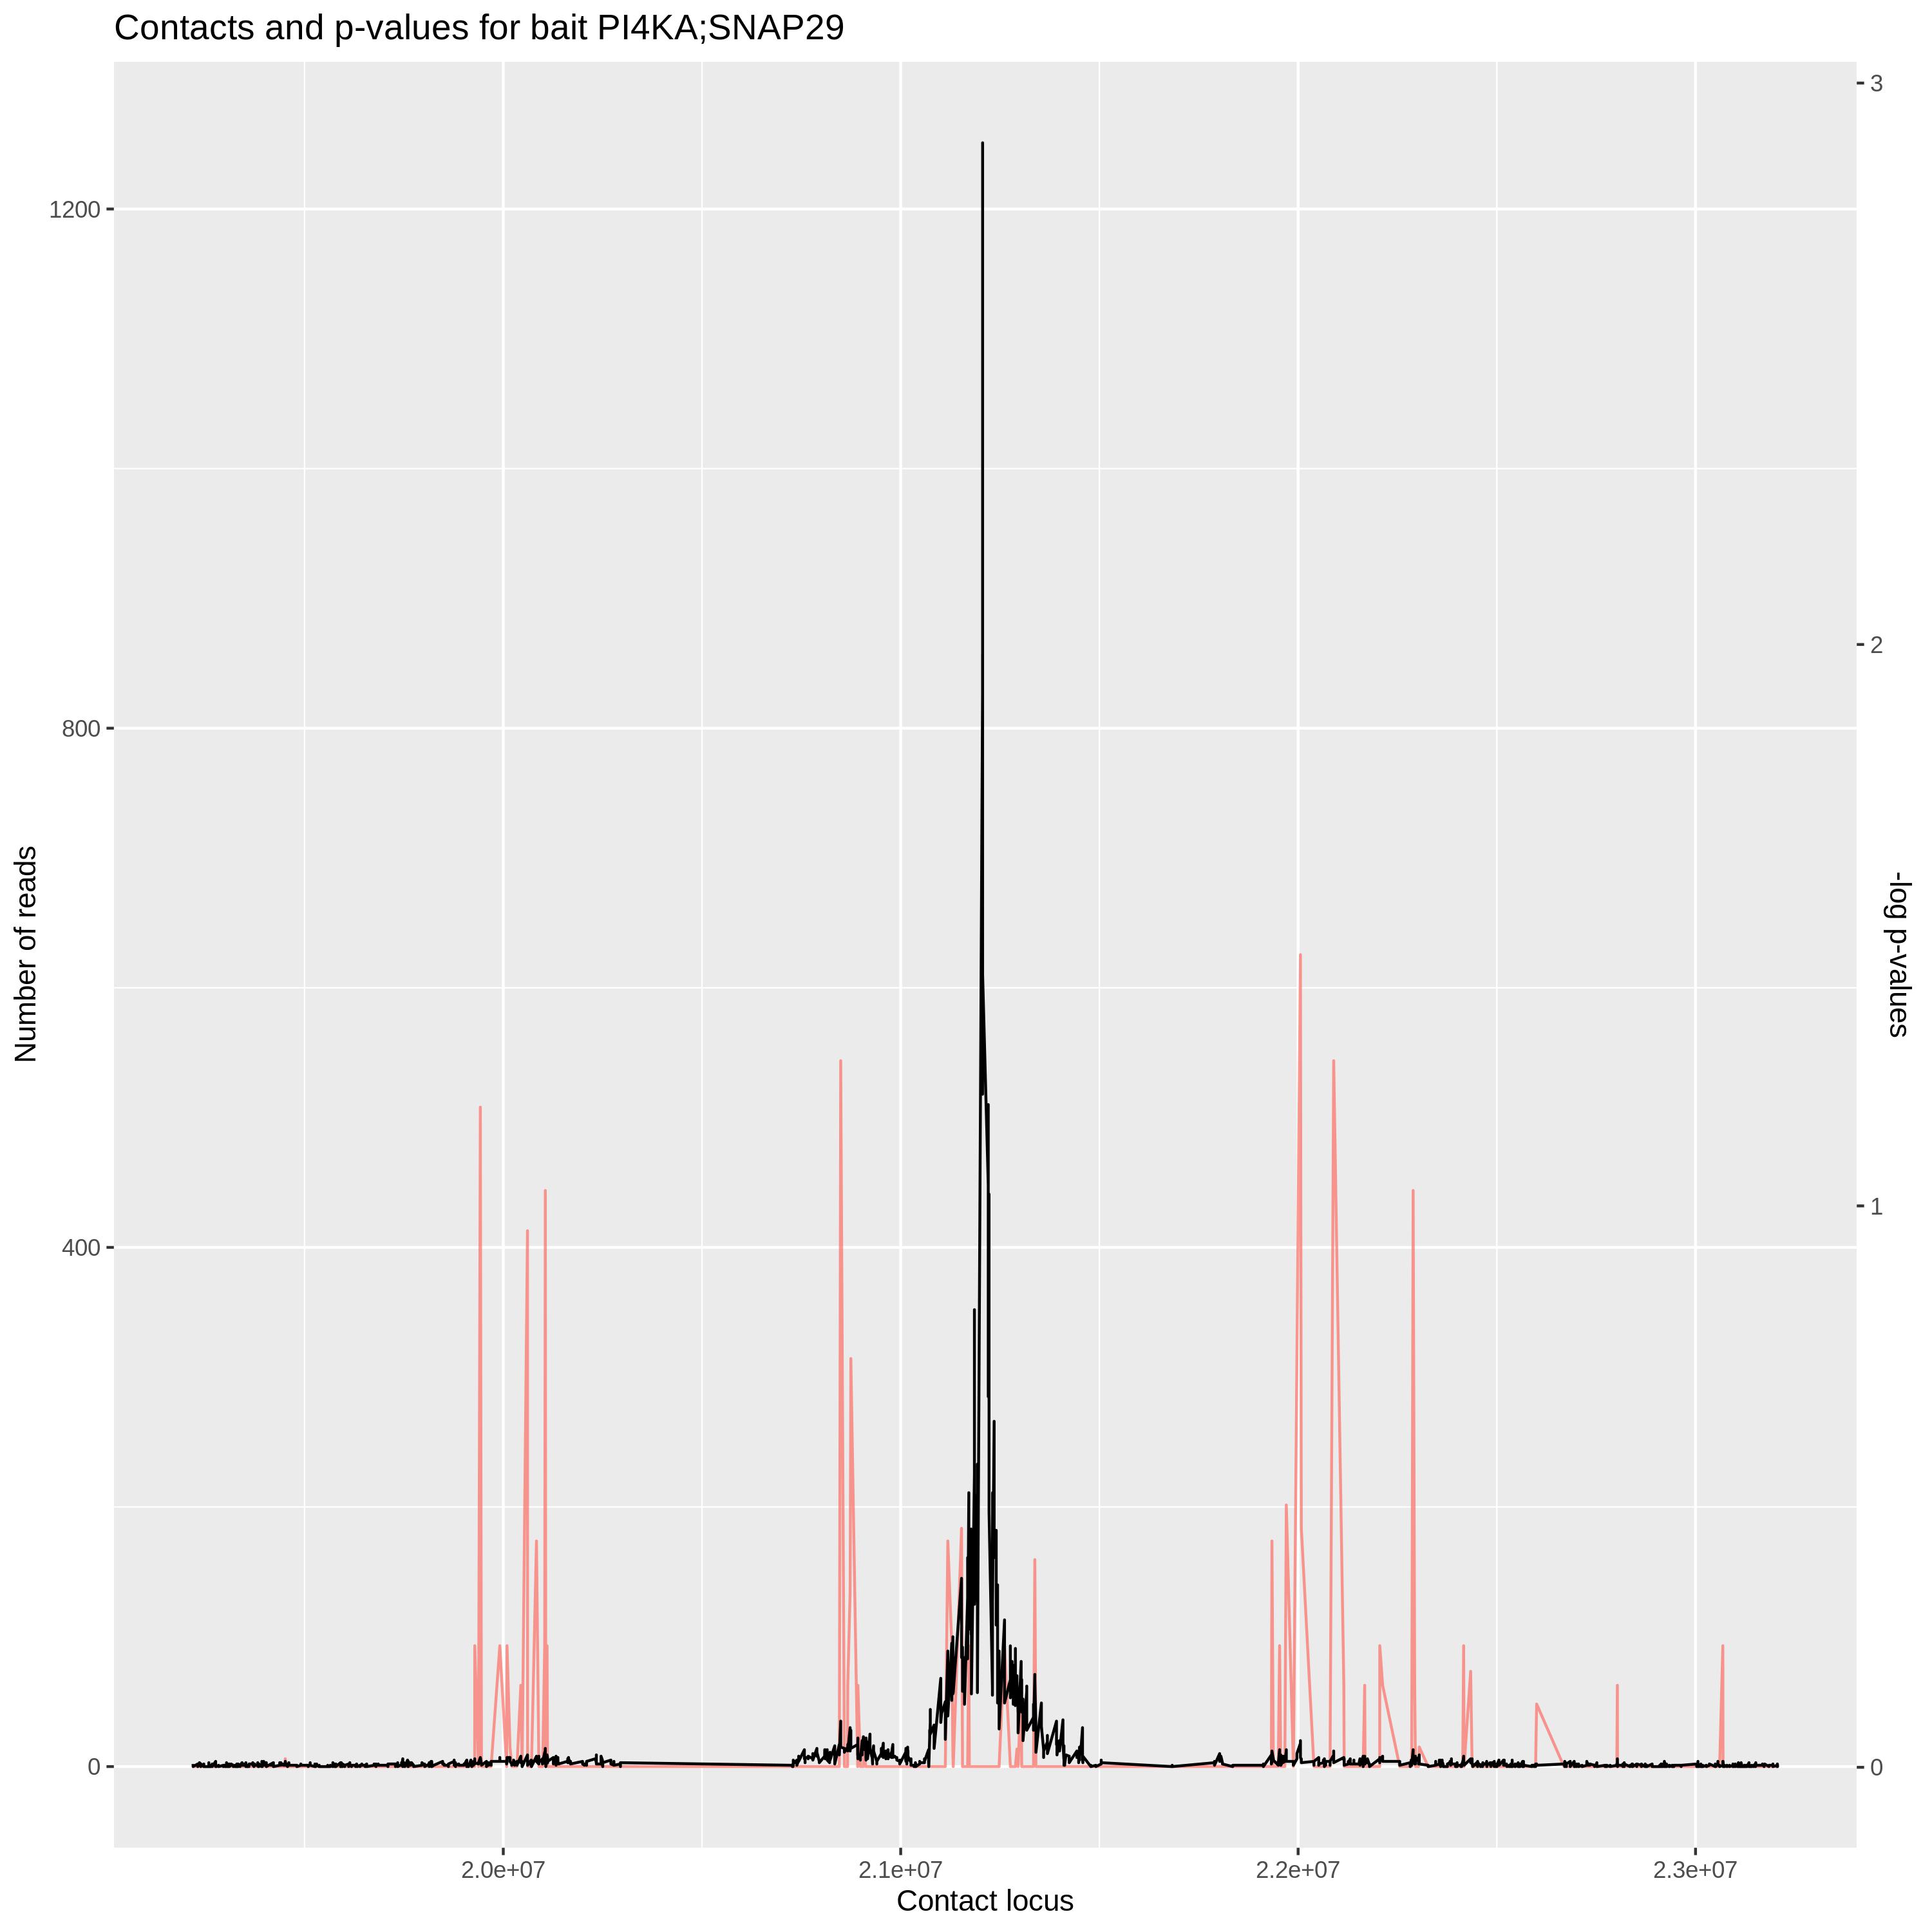 Contacts and p-values for bait PI4KA;SNAP29
3
1200
2
800
Number of reads
-log p-values
1
400
0
0
2.0e+07
2.1e+07
2.2e+07
2.3e+07
Contact locus